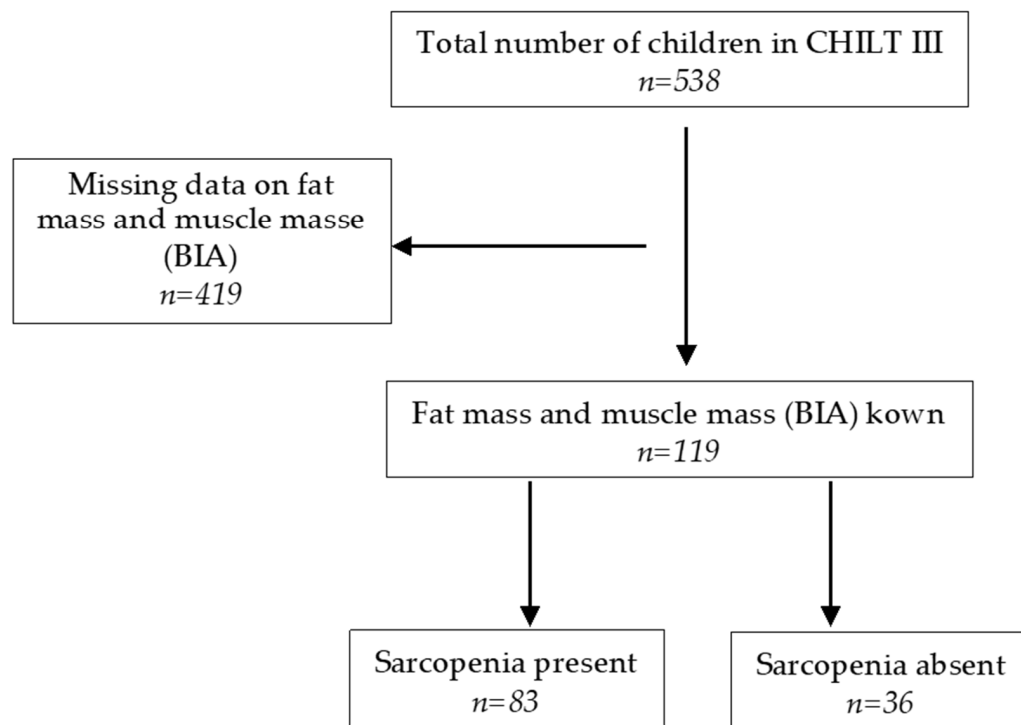 Total number of children in CHILT III
n=538
Missing data on fat
mass and muscle masse
(BIA)
n=419
Fat mass and muscle mass (BIA) kown
n=119
Sarcopenia present
n=83
Sarcopenia absent
n=36